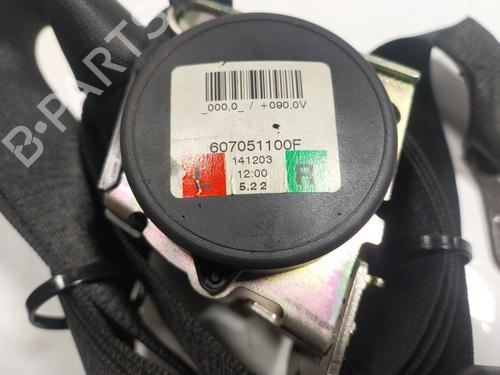 _000,0_ / +090,0V
607051100F
141203
L 12:00 R
5.22
B-PARTS